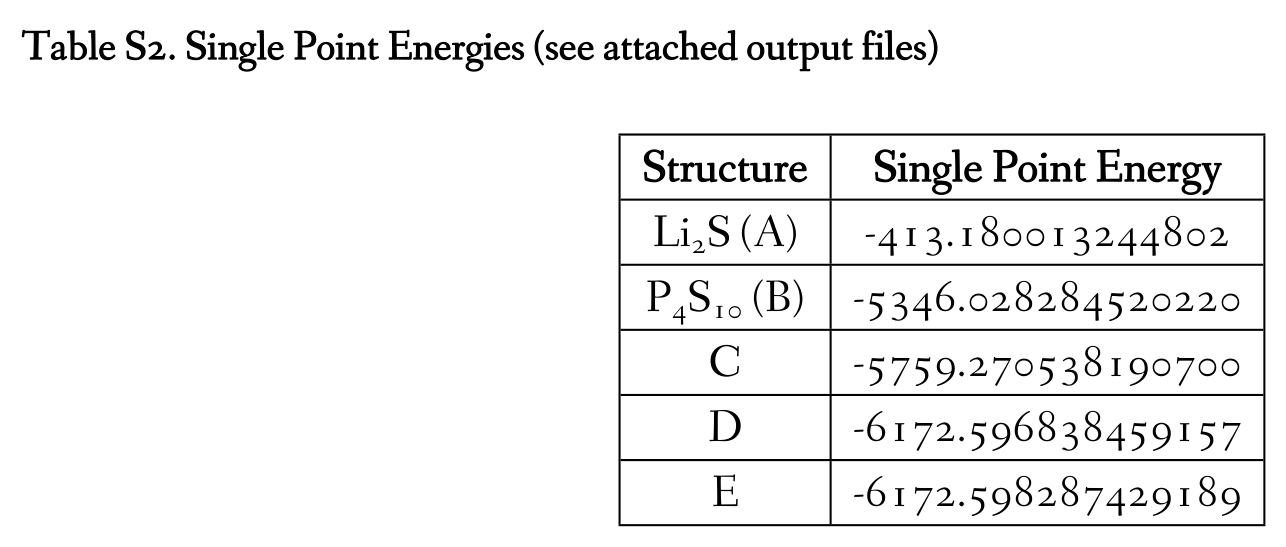 Table S2. Single Point Energies (see attached output files)
Structure Single Point Energy
Li₂S (A) -413.180013244802
P₄S₁₀ (B) -5346.028284520220
C -5759.270538190700
D -6172.596838459157
E -6172.598287429189